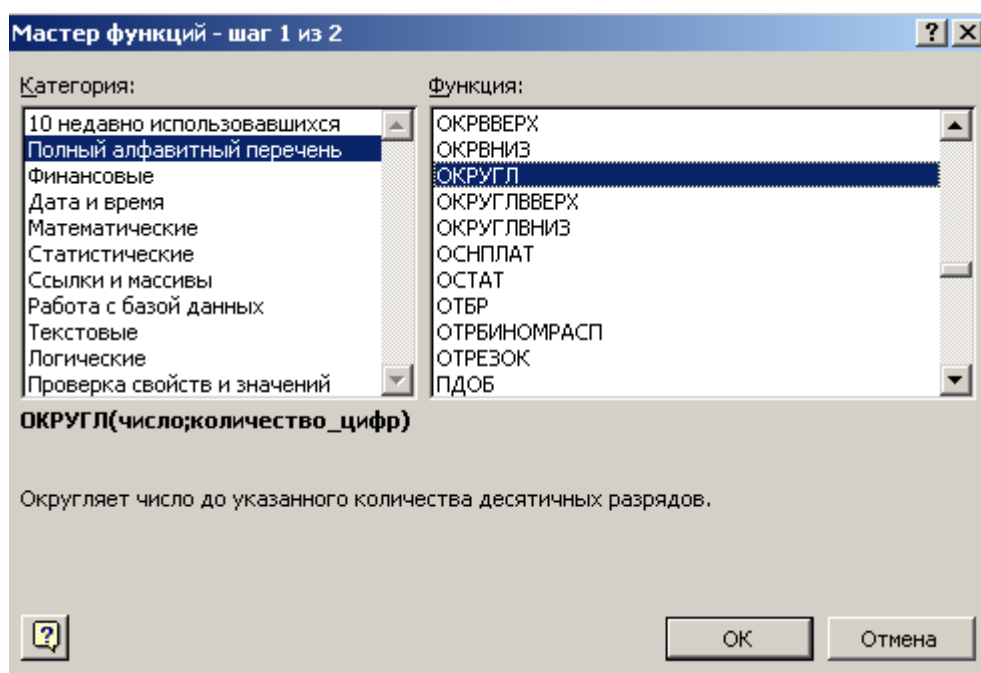 Мастер функций - шаг 1 из 2
Категория:
Функция:
10 недавно использовавшихся
Полный алфавитный перечень
Финансовые
Дата и время
Математические
Статистические
Ссылки и массивы
Работа с базой данных
Текстовые
Логические
Проверка свойств и значений
ОКРВВЕРХ
ОКРВНИЗ
ОКРУГЛ
ОКРУГЛВВЕРХ
ОКРУГЛВНИЗ
ОСНПЛАТ
ОСТАТ
ОТБР
ОТРБИНОМРАСП
ОТРЕЗОК
ПДОБ
ОКРУГЛ(число;количество_цифр)
Округляет число до указанного количества десятичных разрядов.
ОК
Отмена